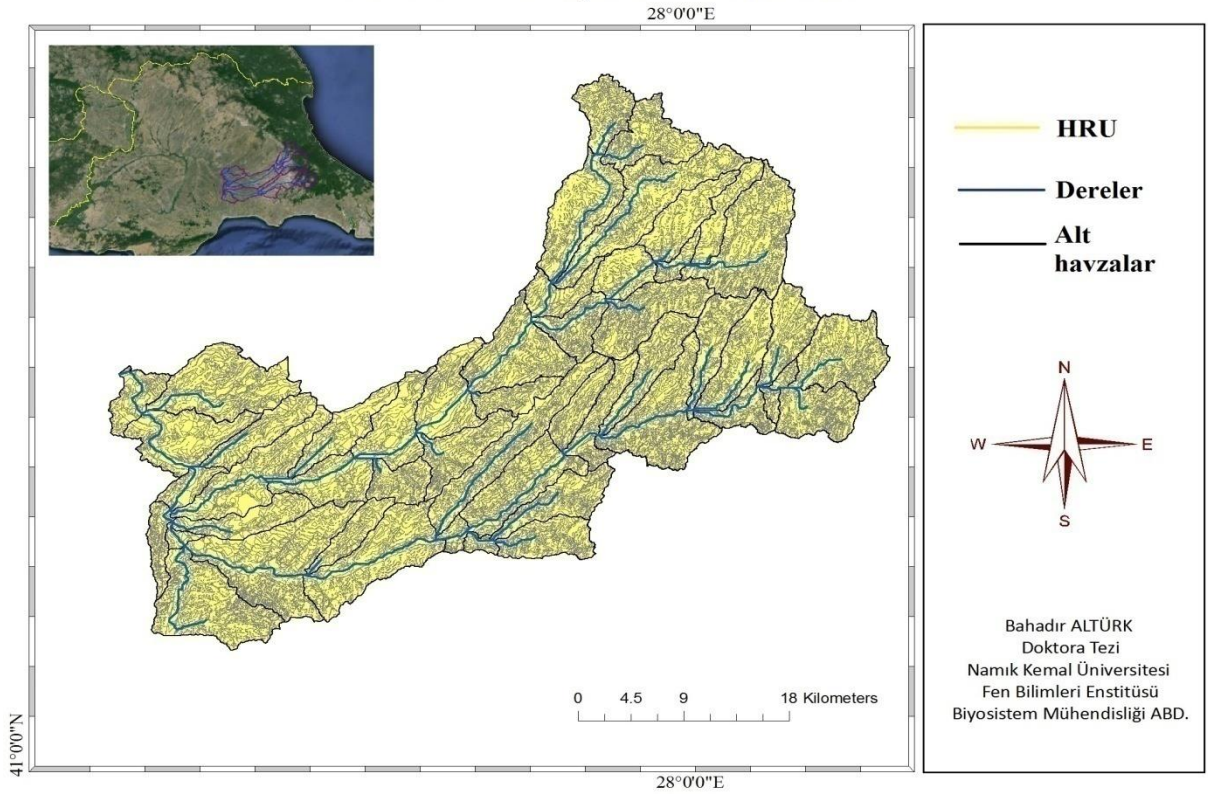 28°0'0"E
HRU
Dereler
Alt
havzalar
N
W
E
S
0 4.5 9 18 Kilometers
41°0'0"N
28°0'0"E
Bahadır ALTÜRK
Doktora Tezi
Namık Kemal Üniversitesi
Fen Bilimleri Enstitüsü
Biyosistem Mühendisliği ABD.